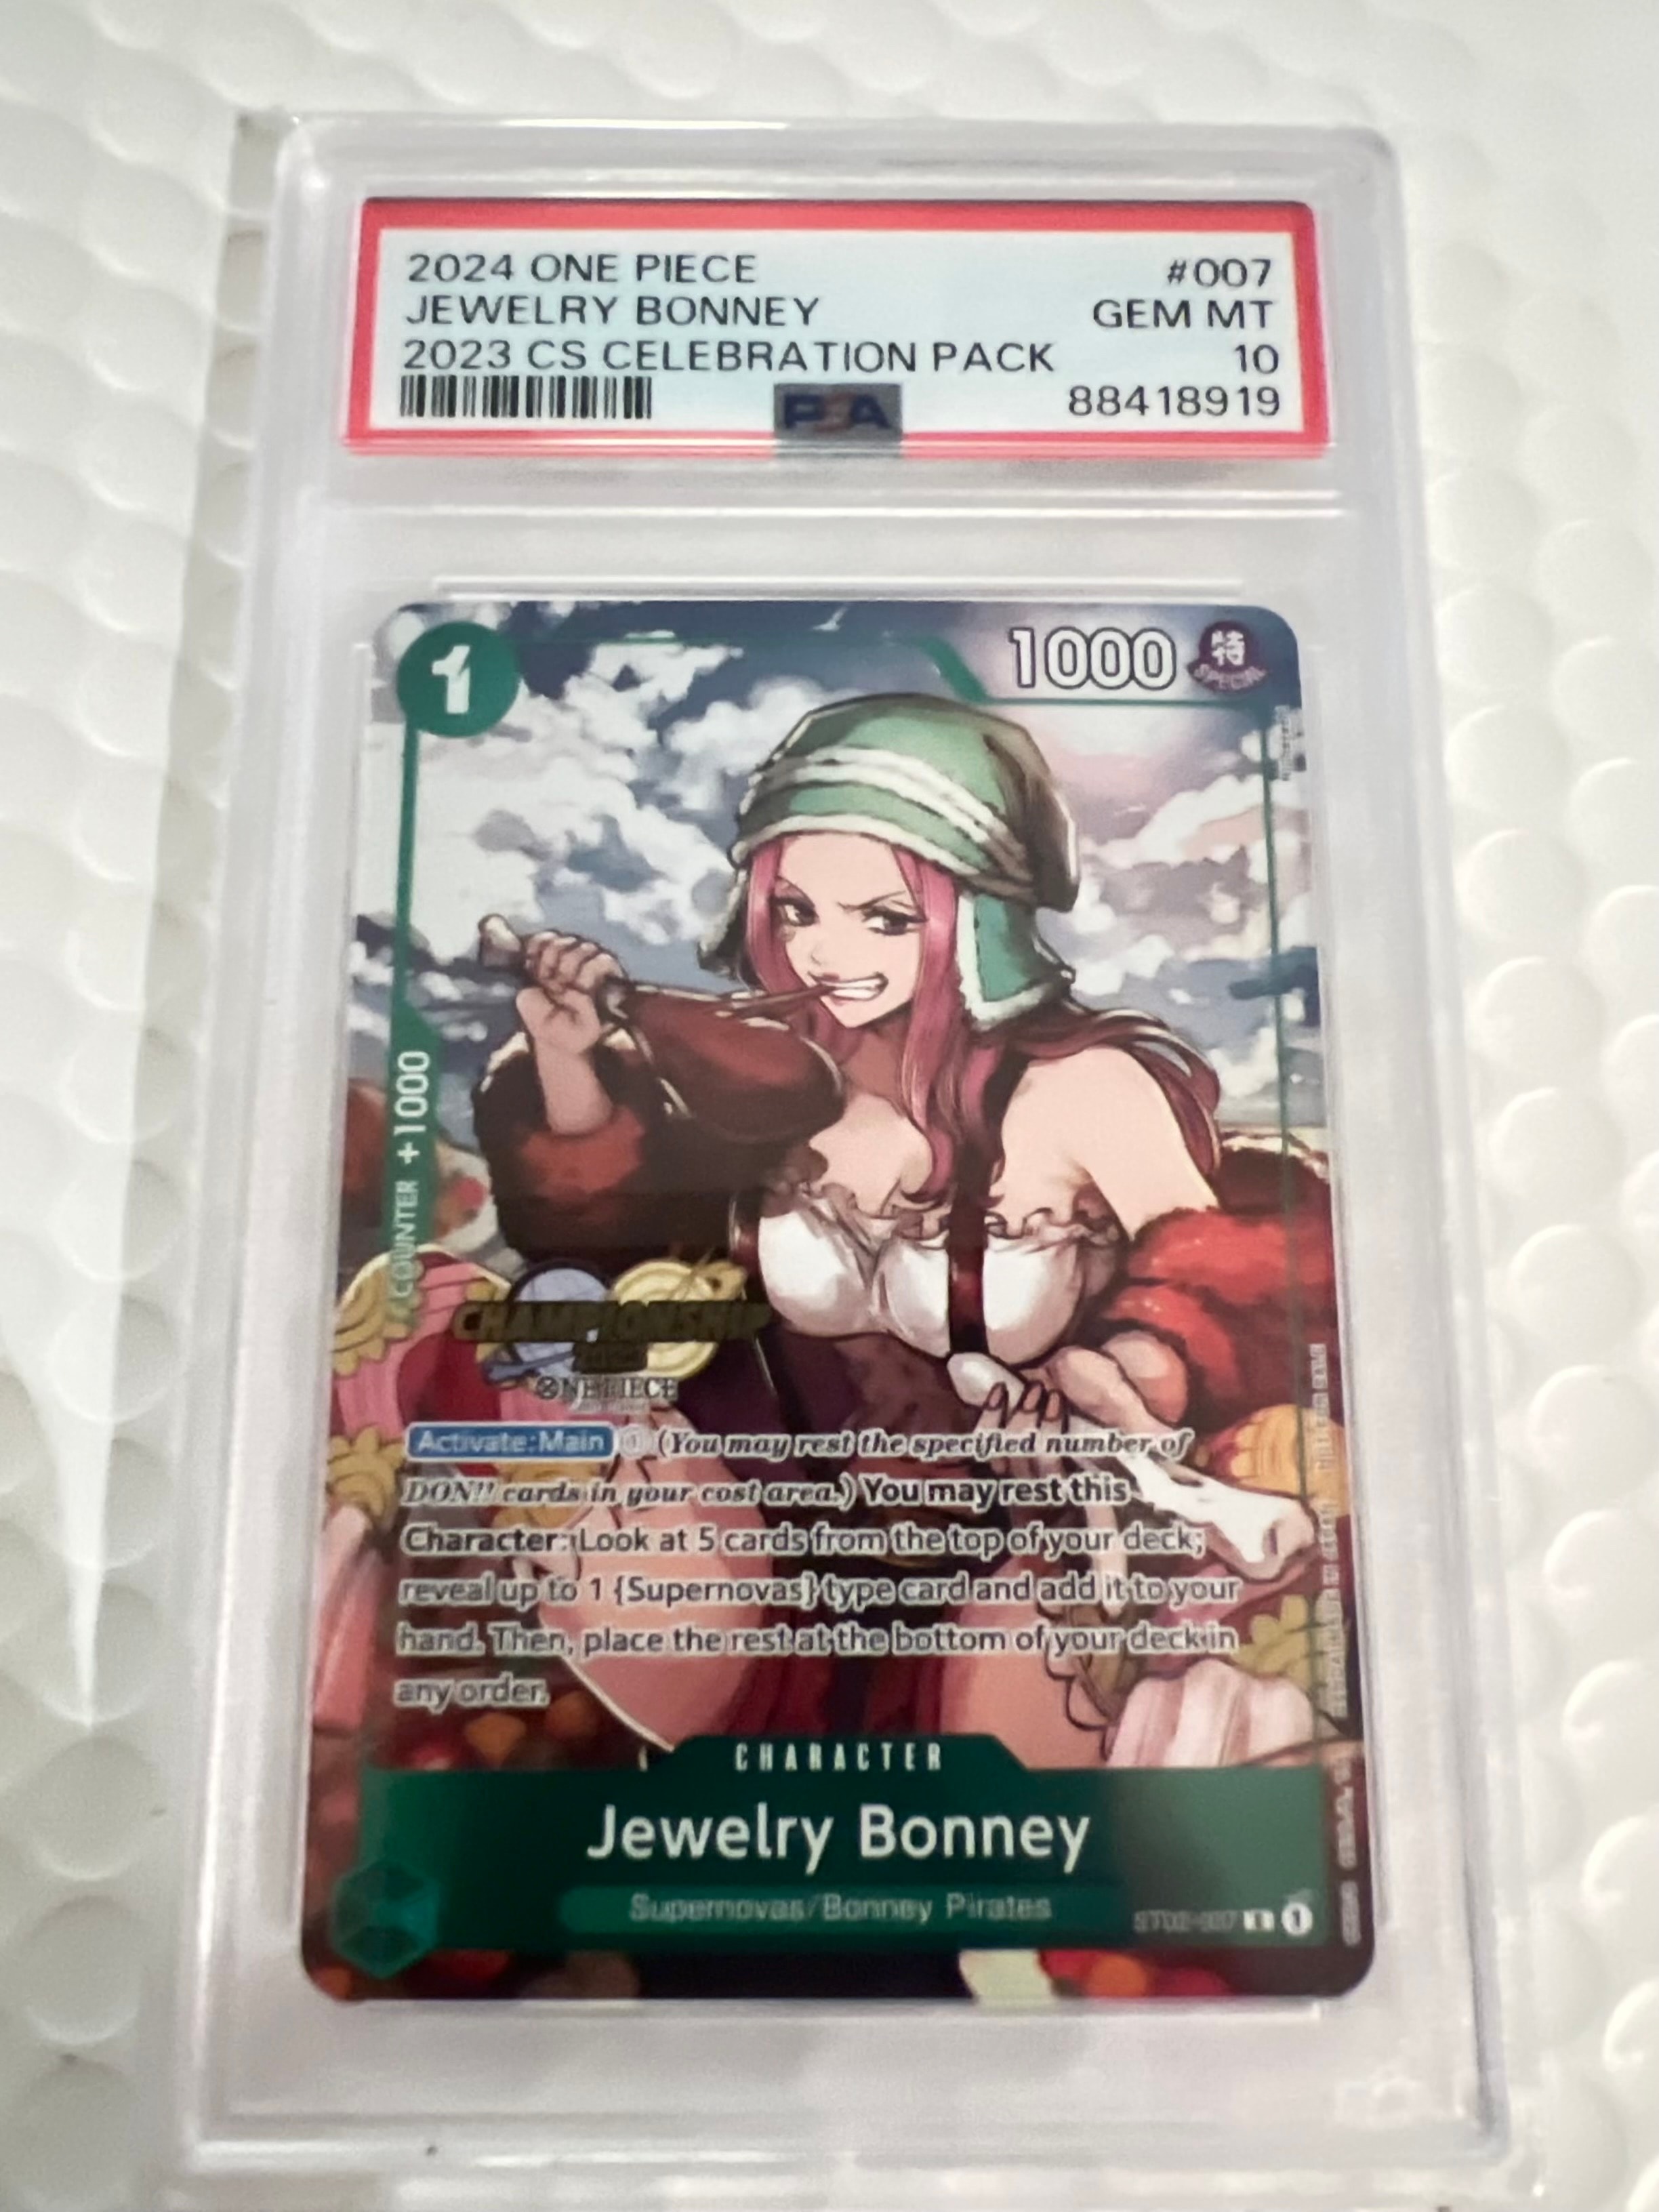 2024 ONE PIECE #007
JEWELRY BONNEY GEM MT
2023 CS CELEBRATION PACK 10
PSA 88418919
1 1000 特
SPECIAL
COUNTER +1000
CHAMPIONSHIP
ONE PIECE
Activate:Main ① (You may rest the specified number of
DON!! cards in your cost area.) You may rest this
Character: Look at 5 cards from the top of your deck;
reveal up to 1 {Supernovas} type card and add it to your
hand. Then, place the rest at the bottom of your deck in
any order.
CHARACTER
Jewelry Bonney
Supernovas/Bonney Pirates
ST02-007 1